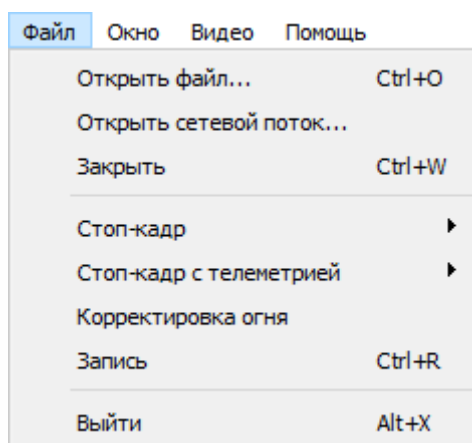 Файл Окно Видео Помощь
Открыть файл... Ctrl+O
Открыть сетевой поток...
Закрыть Ctrl+W
Стоп-кадр
Стоп-кадр с телеметрией
Корректировка огня
Запись Ctrl+R
Выйти Alt+X